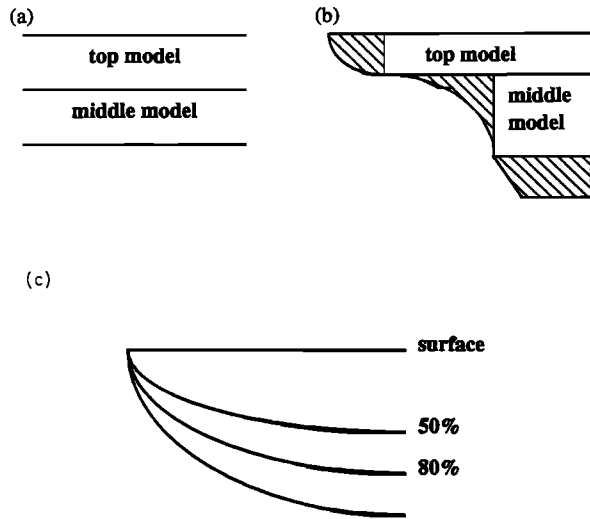 (a)
top model
middle model
(b)
top model
middle
model
(c)
surface
50%
80%